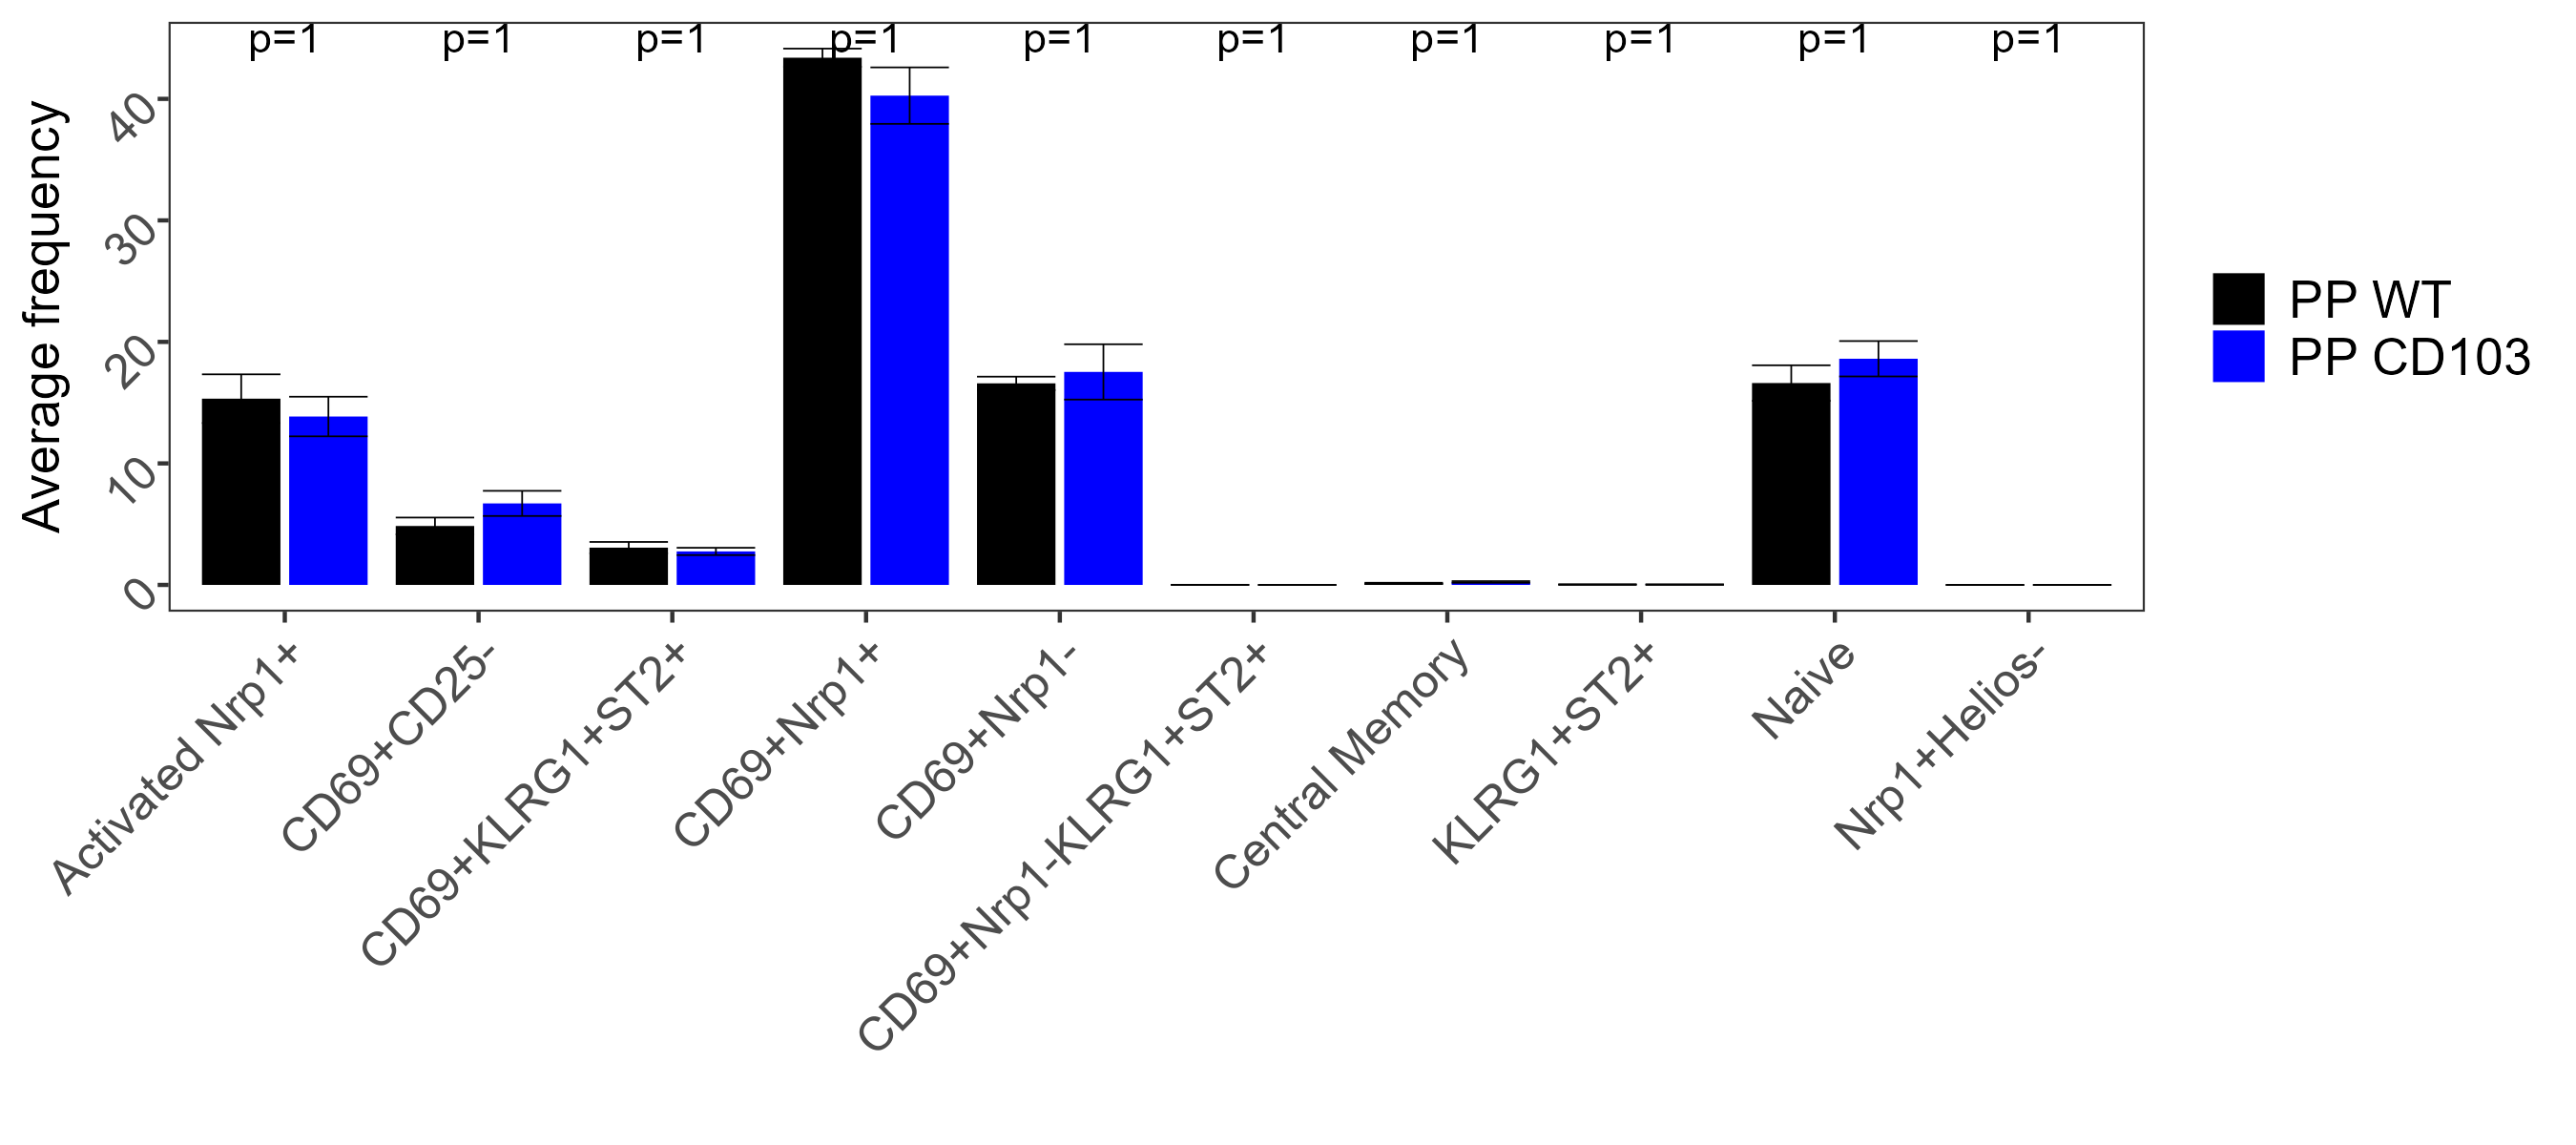 p=1 p=1 p=1 p=1 p=1 p=1 p=1 p=1 p=1 p=1
Average frequency
40
30
20
10
0
Activated Nrp1+
CD69+CD25-
CD69+KLRG1+ST2+
CD69+Nrp1+
CD69+Nrp1-
CD69+Nrp1-KLRG1+ST2+
Central Memory
KLRG1+ST2+
Naive
Nrp1+Helios-
PP WT
PP CD103